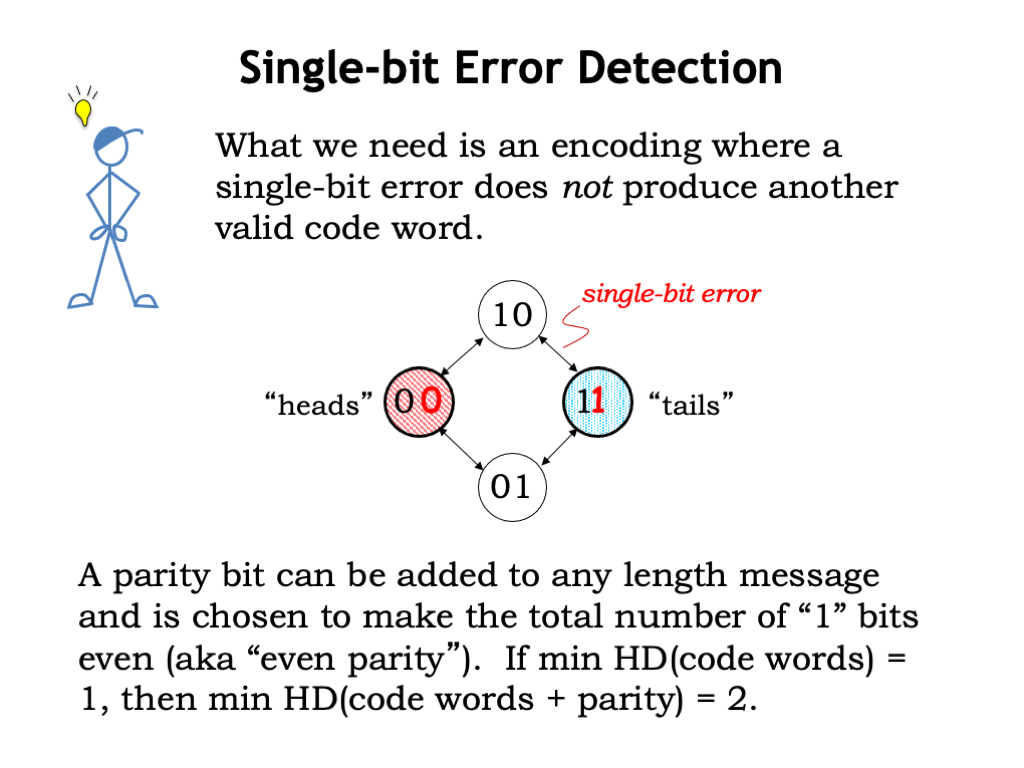 Single-bit Error Detection
What we need is an encoding where a
single-bit error does not produce another
valid code word.
single-bit error
10
“heads” 00 11 “tails”
01
A parity bit can be added to any length message
and is chosen to make the total number of “1” bits
even (aka “even parity”). If min HD(code words) =
1, then min HD(code words + parity) = 2.